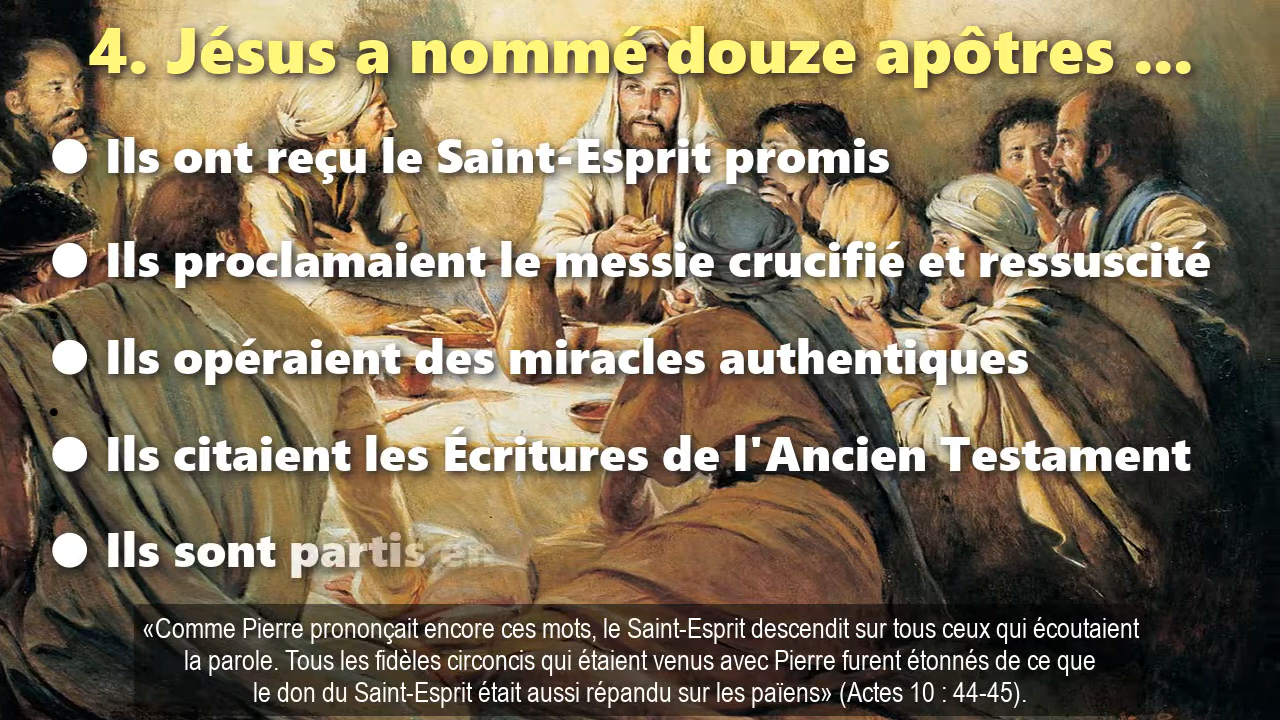 4. Jésus a nommé douze apôtres ...
● Ils ont reçu le Saint-Esprit promis
● Ils proclamaient le messie crucifié et ressuscité
● Ils opéraient des miracles authentiques
● Ils citaient les Écritures de l'Ancien Testament
● Ils sont partis en
«Comme Pierre prononçait encore ces mots, le Saint-Esprit descendit sur tous ceux qui écoutaient
la parole. Tous les fidèles circoncis qui étaient venus avec Pierre furent étonnés de ce que
le don du Saint-Esprit était aussi répandu sur les païens» (Actes 10 : 44-45).